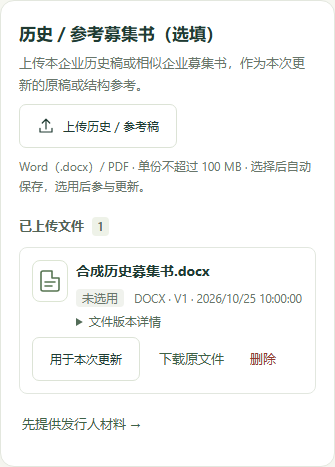 历史 / 参考募集书（选填）
上传本企业历史稿或相似企业募集书，作为本次更
新的原稿或结构参考。
上传历史 / 参考稿
Word（.docx）/ PDF · 单份不超过 100 MB · 选择后自动
保存，选用后参与更新。
已上传文件 1
合成历史募集书.docx
未选用 DOCX · V1 · 2026/10/25 10:00:00
▶ 文件版本详情
用于本次更新 下载原文件 删除
先提供发行人材料 →